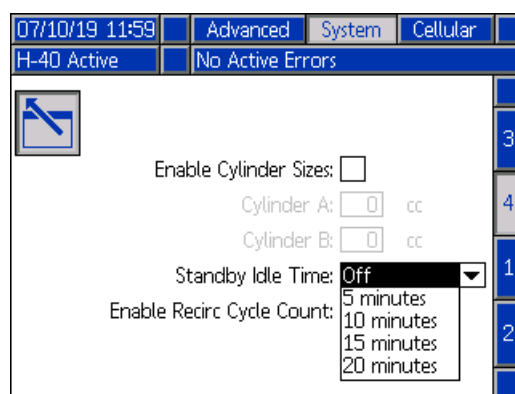 07/10/19 11:59 Advanced System Cellular
H-40 Active No Active Errors
3
Enable Cylinder Sizes:
Cylinder A: 0 cc
4
Cylinder B: 0 cc
Standby Idle Time: Off
1
5 minutes
Enable Recirc Cycle Count:
10 minutes
15 minutes
2
20 minutes